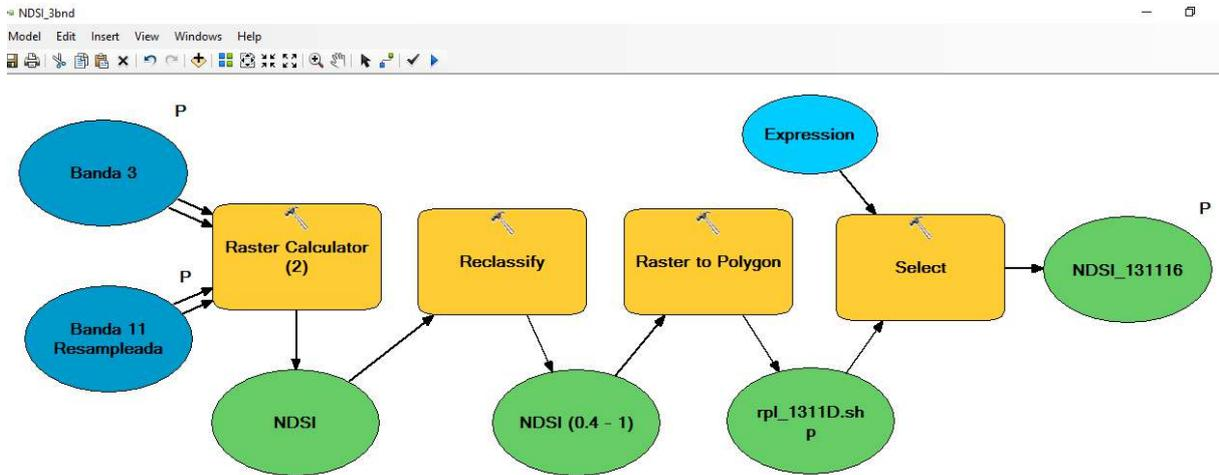 NDSI_3bnd
Model Edit Insert View Windows Help
P
Banda 3
Expression
P
Raster Calculator
(2)
Reclassify
Raster to Polygon
Select
NDSI_131116
P
Banda 11
Resampleada
NDSI
NDSI (0.4 - 1)
rpl_1311D.sh
p